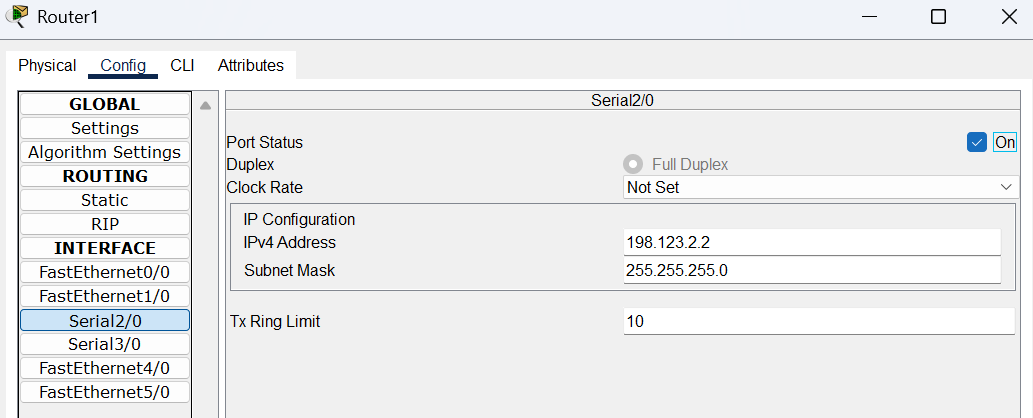 Router1
Physical Config CLI Attributes
GLOBAL
Settings
Algorithm Settings
ROUTING
Static
RIP
INTERFACE
FastEthernet0/0
FastEthernet1/0
Serial2/0
Serial3/0
FastEthernet4/0
FastEthernet5/0
Serial2/0
Port Status On
Duplex Full Duplex
Clock Rate Not Set
IP Configuration
IPv4 Address 198.123.2.2
Subnet Mask 255.255.255.0
Tx Ring Limit 10